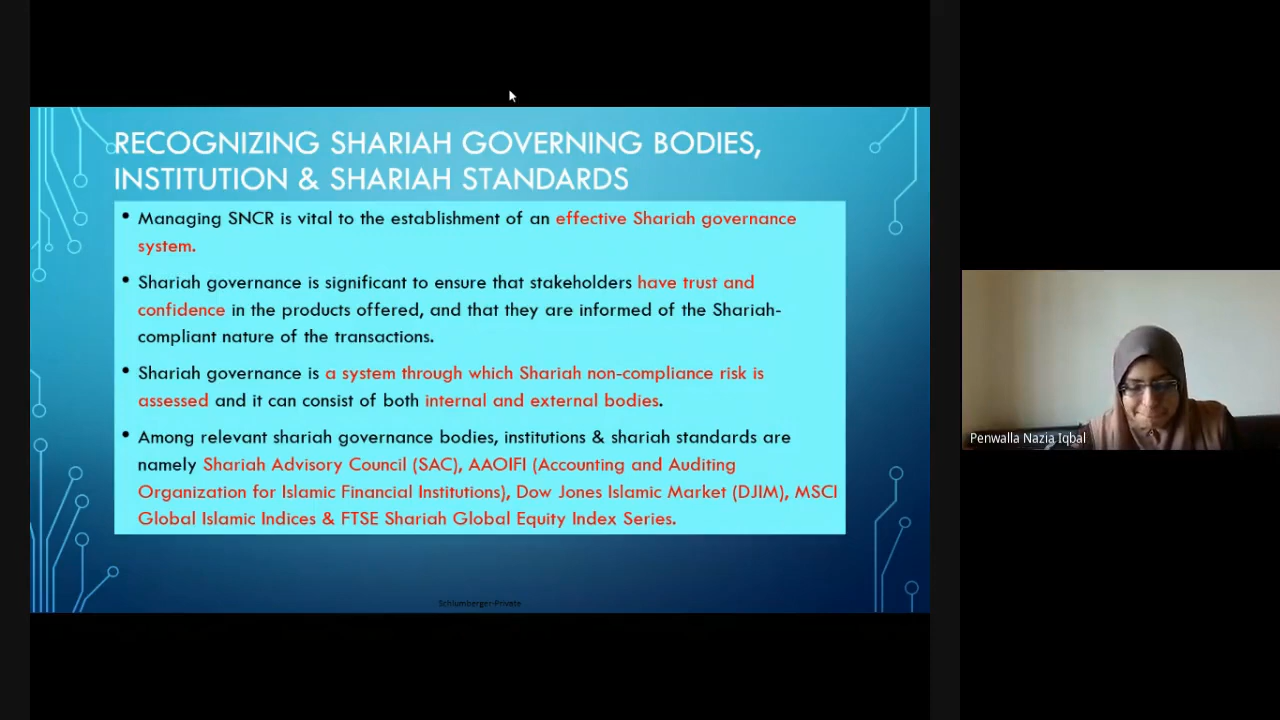 RECOGNIZING SHARIAH GOVERNING BODIES,
INSTITUTION & SHARIAH STANDARDS
• Managing SNCR is vital to the establishment of an effective Shariah governance
system.
• Shariah governance is significant to ensure that stakeholders have trust and
confidence in the products offered, and that they are informed of the Shariah-
compliant nature of the transactions.
• Shariah governance is a system through which Shariah non-compliance risk is
assessed and it can consist of both internal and external bodies.
• Among relevant shariah governance bodies, institutions & shariah standards are
namely Shariah Advisory Council (SAC), AAOIFI (Accounting and Auditing
Organization for Islamic Financial Institutions), Dow Jones Islamic Market (DJIM), MSCI
Global Islamic Indices & FTSE Shariah Global Equity Index Series.
Schlumberger-Private
Penwalla Nazia Iqbal